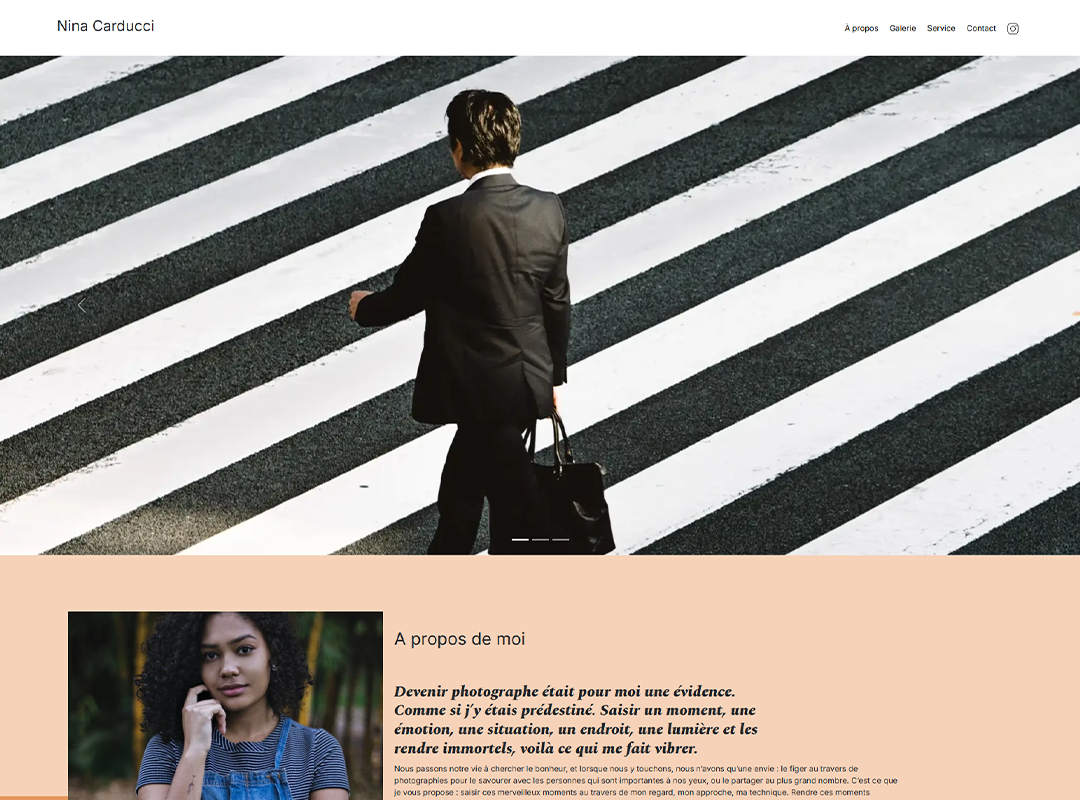 Nina Carducci
À propos Galerie Service Contact
A propos de moi
Devenir photographe était pour moi une évidence.
Comme si j'y étais prédestiné. Saisir un moment, une
émotion, une situation, un endroit, une lumière et les
rendre immortels, voilà ce qui me fait vibrer.
Nous passons notre vie à chercher le bonheur, et lorsque nous y touchons, nous n'avons qu'une envie : le figer au travers de
photographies pour le savourer avec les personnes qui sont importantes à nos yeux, ou le partager au plus grand nombre. C'est ce que
je vous propose : saisir ces merveilleux moments au travers de mon regard, mon approche, ma technique. Rendre ces moments